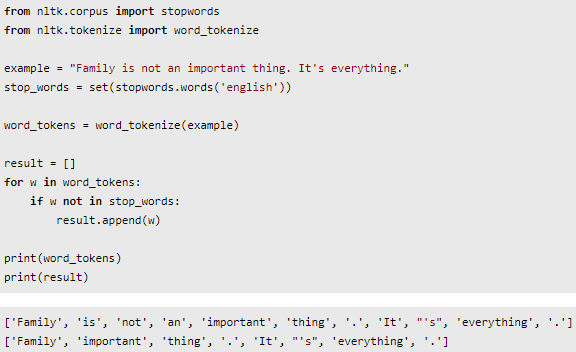 from nltk.corpus import stopwords
from nltk.tokenize import word_tokenize
example = "Family is not an important thing. It's everything."
stop_words = set(stopwords.words('english'))
word_tokens = word_tokenize(example)
result = []
for w in word_tokens:
    if w not in stop_words:
        result.append(w)
print(word_tokens)
print(result)
['Family', 'is', 'not', 'an', 'important', 'thing', '.', 'It', "'s", 'everything', '.']
['Family', 'important', 'thing', '.', 'It', "'s", 'everything', '.']